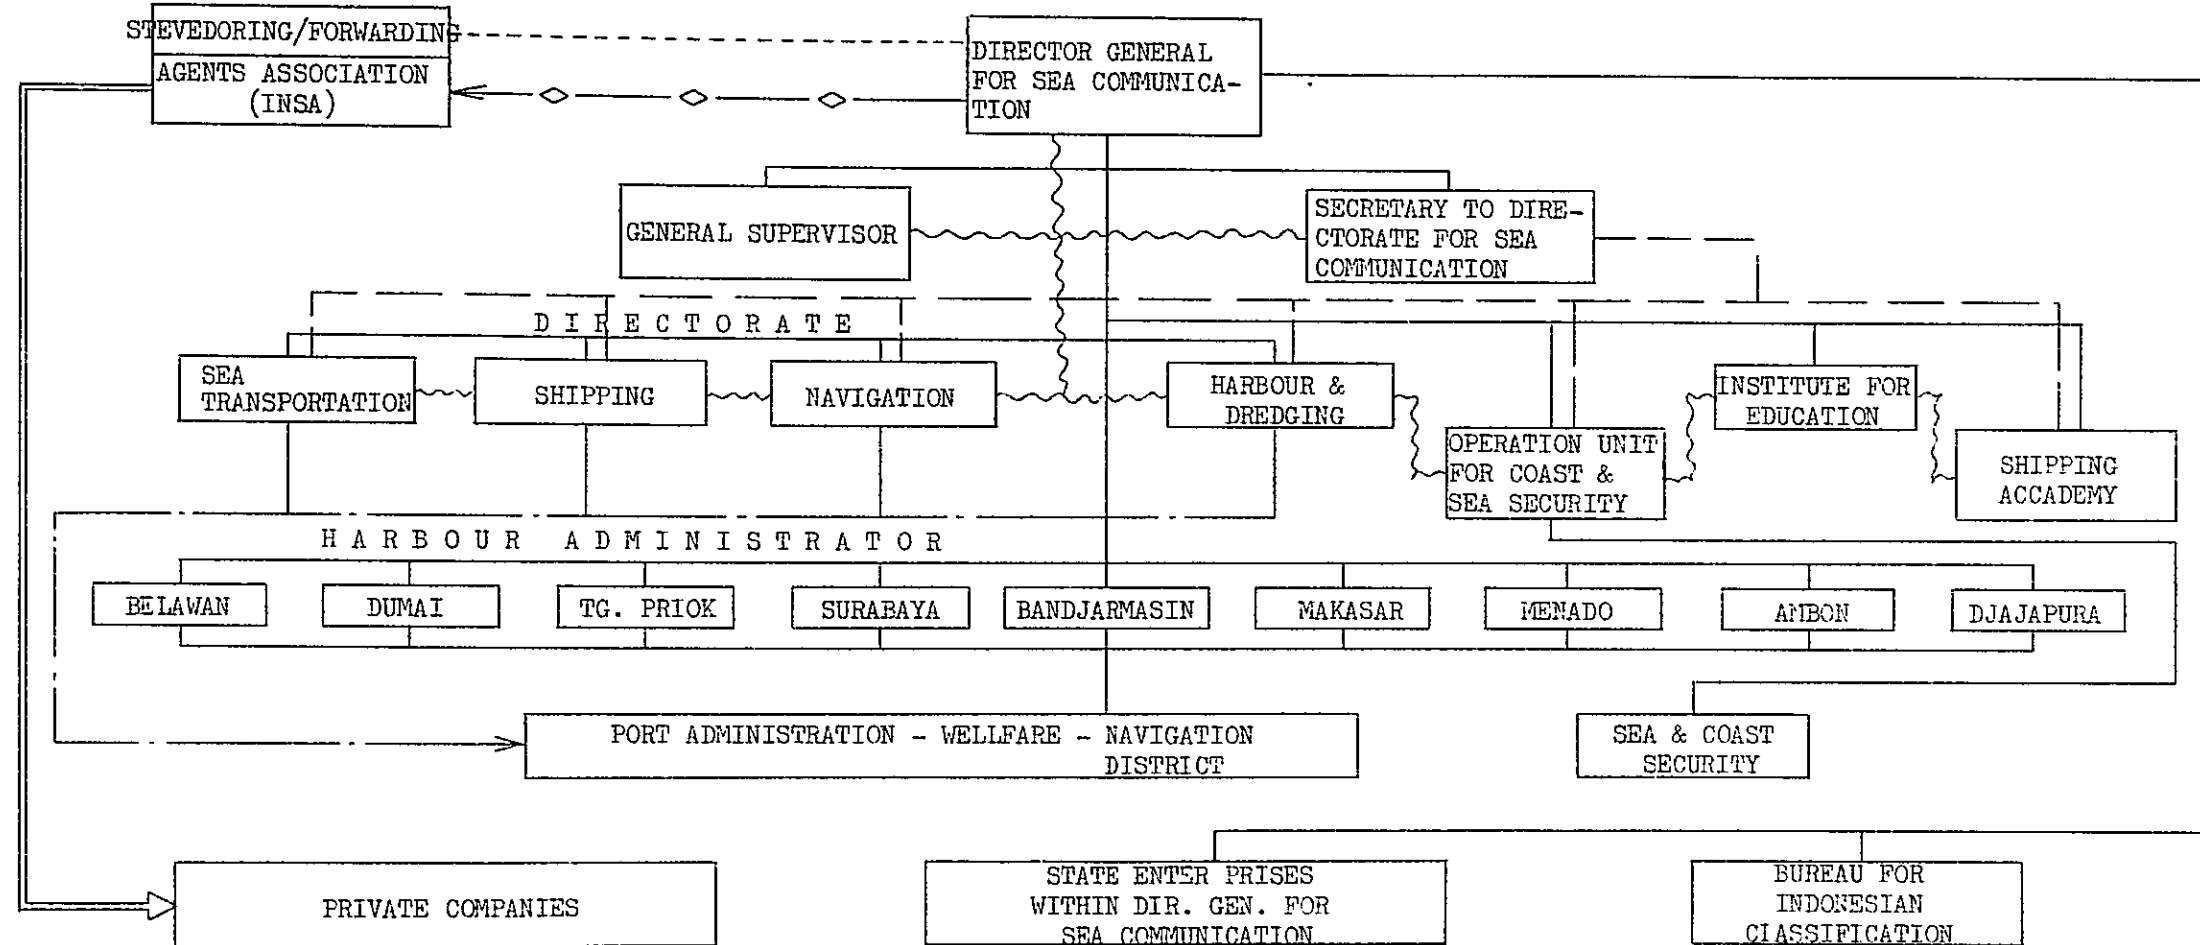 STEVEDORING/FORWARDING
AGENTS ASSOCIATION
(INSA)
DIRECTOR GENERAL
FOR SEA COMMUNICA-
TION
GENERAL SUPERVISOR
SECRETARY TO DIRE-
CTORATE FOR SEA
COMMUNICATION
DIRECTORATE
SEA
TRANSPORTATION
SHIPPING
NAVIGATION
HARBOUR &
DREDGING
OPERATION UNIT
FOR COAST &
SEA SECURITY
INSTITUTE FOR
EDUCATION
SHIPPING
ACCADEMY
HARBOUR ADMINISTRATOR
BELAWAN
DUMAI
TG. PRIOK
SURABAYA
BANDJARMASIN
MAKASAR
MENADO
AMBON
DJAJAPURA
PORT ADMINISTRATION - WELLFARE - NAVIGATION
DISTRICT
SEA & COAST
SECURITY
PRIVATE COMPANIES
STATE ENTER PRISES
WITHIN DIR. GEN. FOR
SEA COMMUNICATION
BUREAU FOR
INDONESIAN
CLASSIFICATION